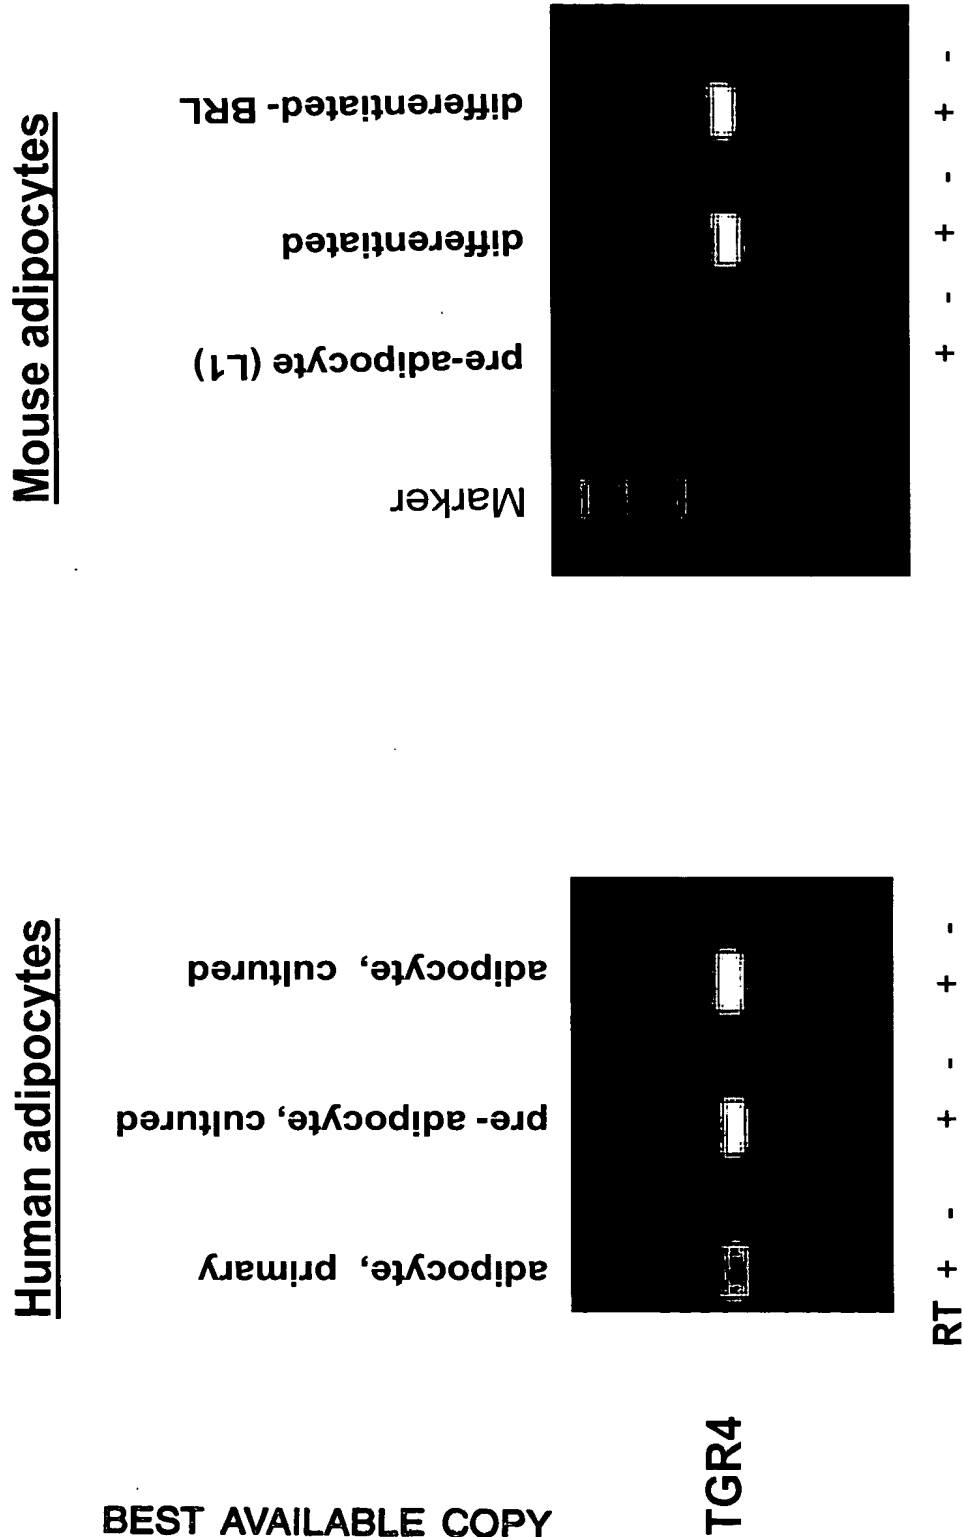 Human adipocytes
adipocyte, primary
pre- adipocyte, cultured
adipocyte, cultured
TGR4
RT + - + - + -
Mouse adipocytes
Marker
pre-adipocyte (L1)
differentiated
differentiated- BRL
+ - + - + -
BEST AVAILABLE COPY